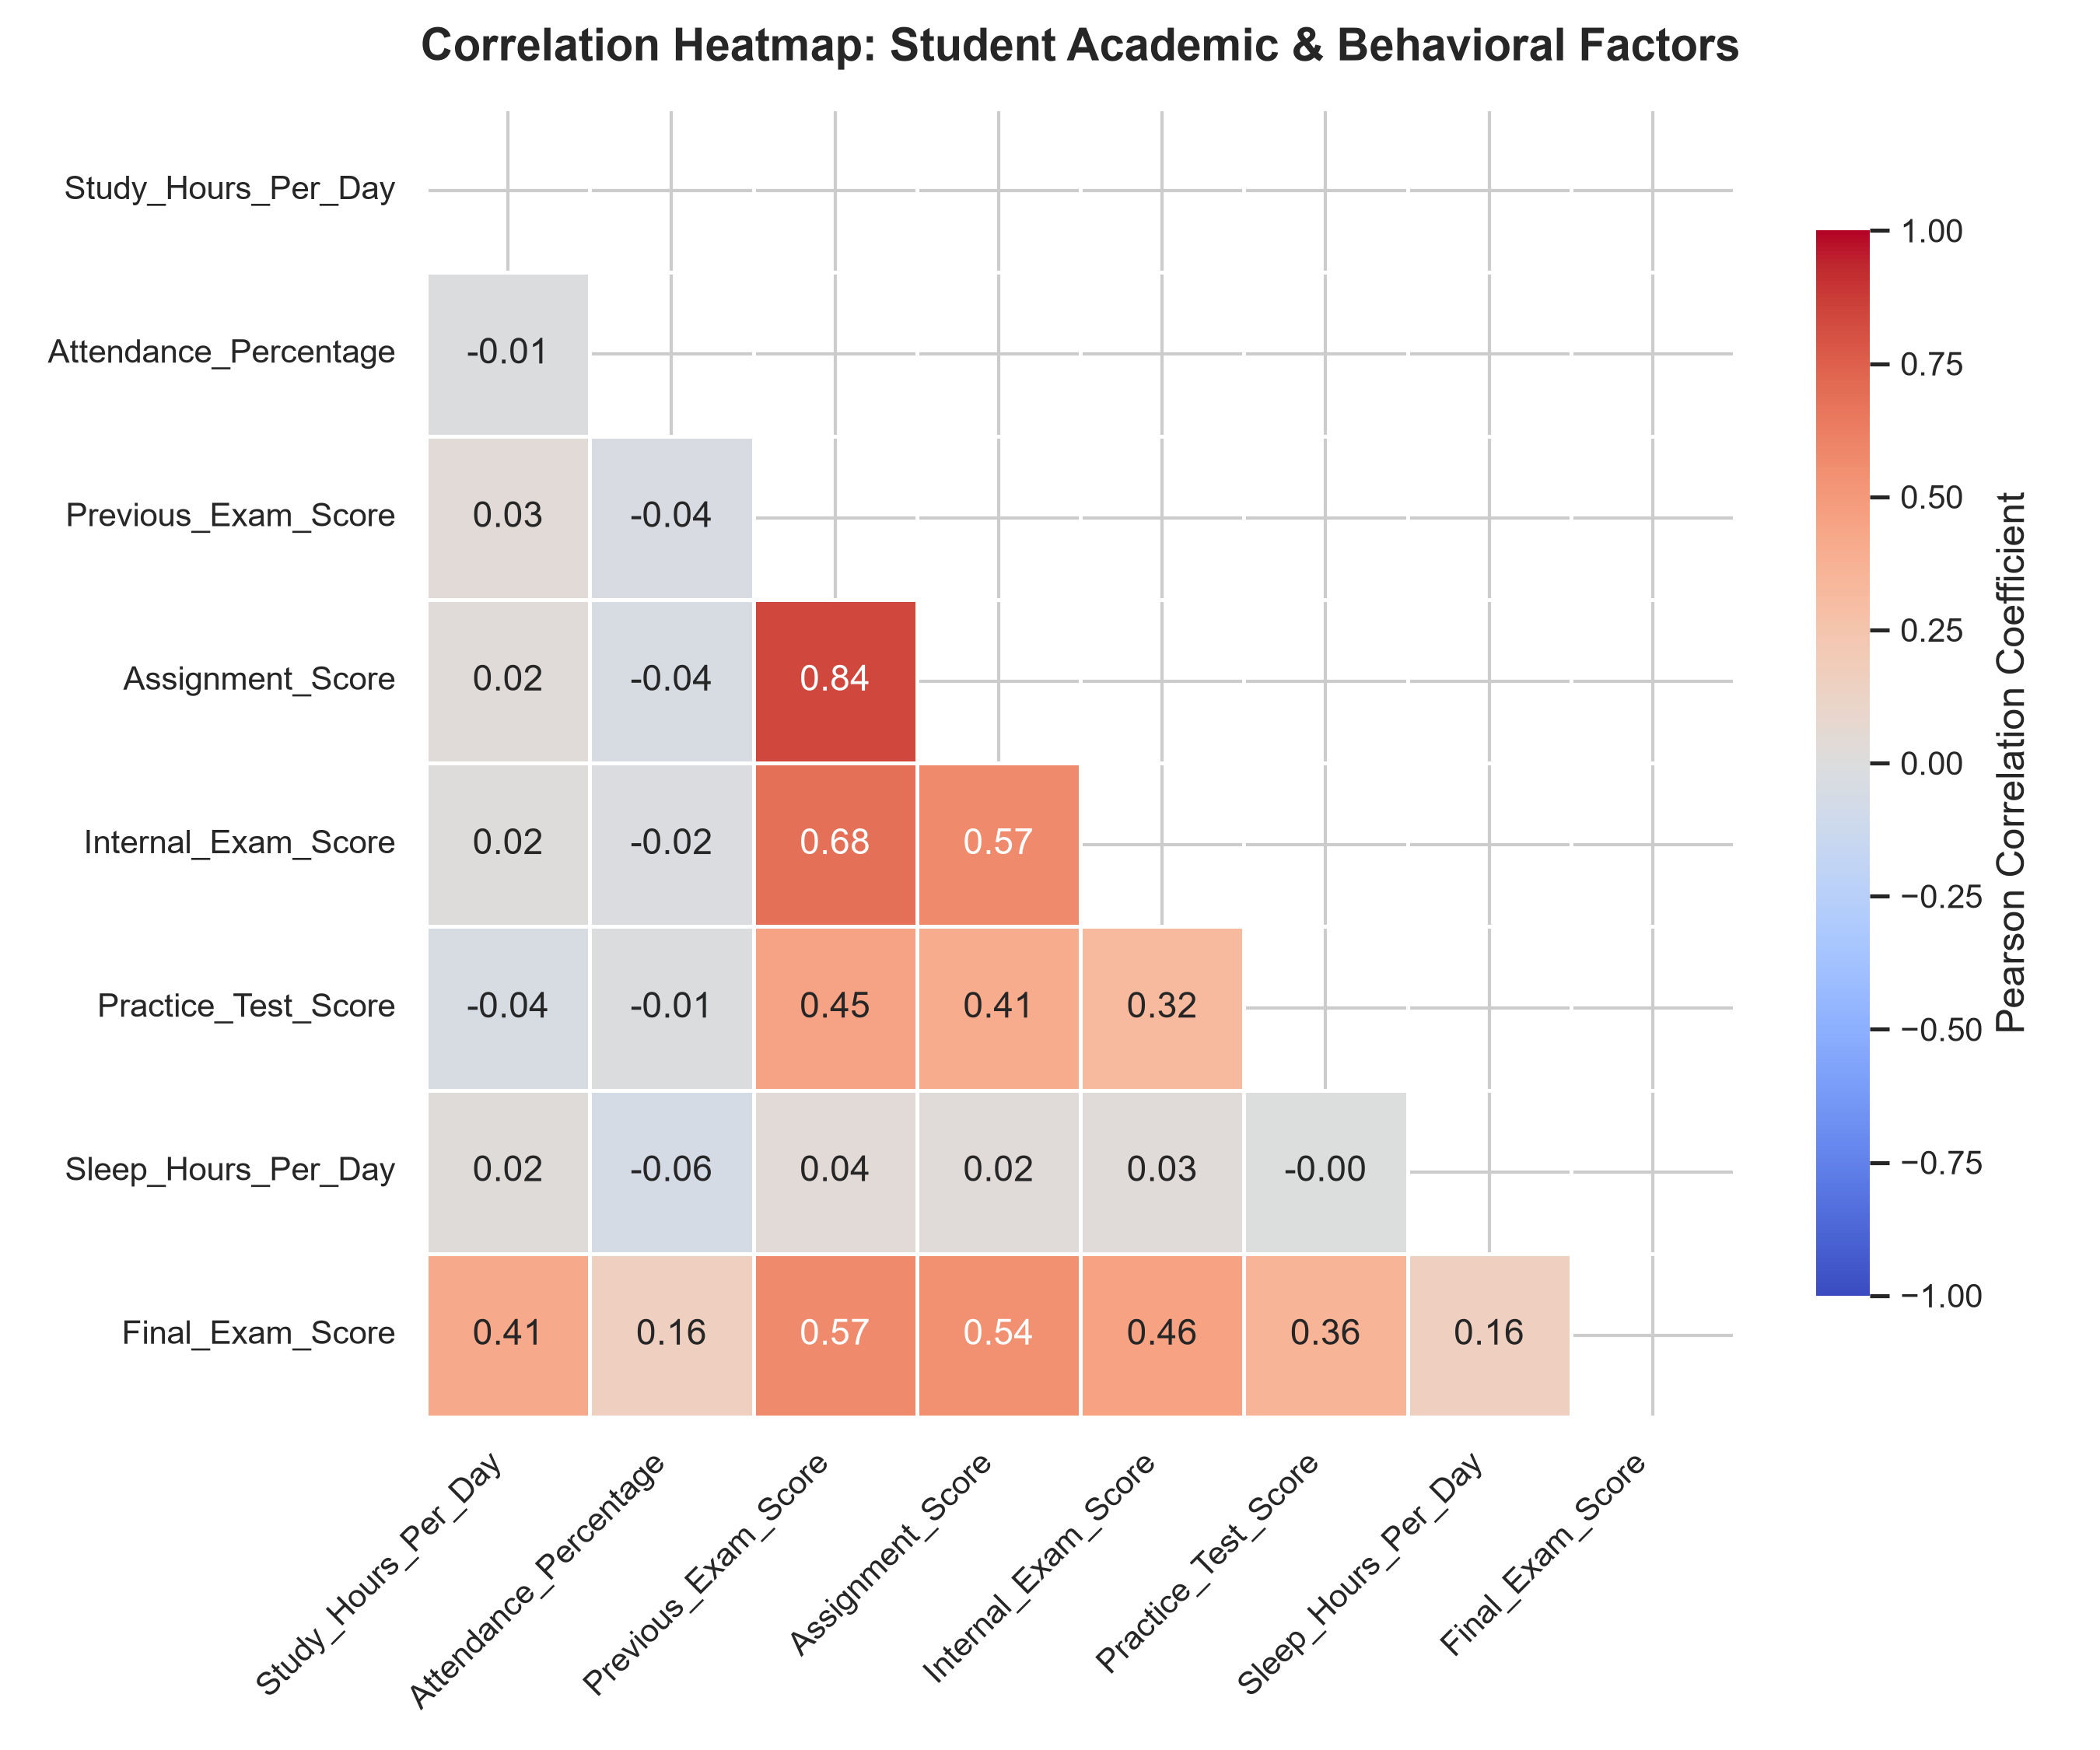 Correlation Heatmap: Student Academic & Behavioral Factors
Study_Hours_Per_Day
Attendance_Percentage -0.01
Previous_Exam_Score 0.03 -0.04
Assignment_Score 0.02 -0.04 0.84
Internal_Exam_Score 0.02 -0.02 0.68 0.57
Practice_Test_Score -0.04 -0.01 0.45 0.41 0.32
Sleep_Hours_Per_Day 0.02 -0.06 0.04 0.02 0.03 -0.00
Final_Exam_Score 0.41 0.16 0.57 0.54 0.46 0.36 0.16
Study_Hours_Per_Day
Attendance_Percentage
Previous_Exam_Score
Assignment_Score
Internal_Exam_Score
Practice_Test_Score
Sleep_Hours_Per_Day
Final_Exam_Score
1.00
0.75
0.50
0.25
0.00
−0.25
−0.50
−0.75
−1.00
Pearson Correlation Coefficient